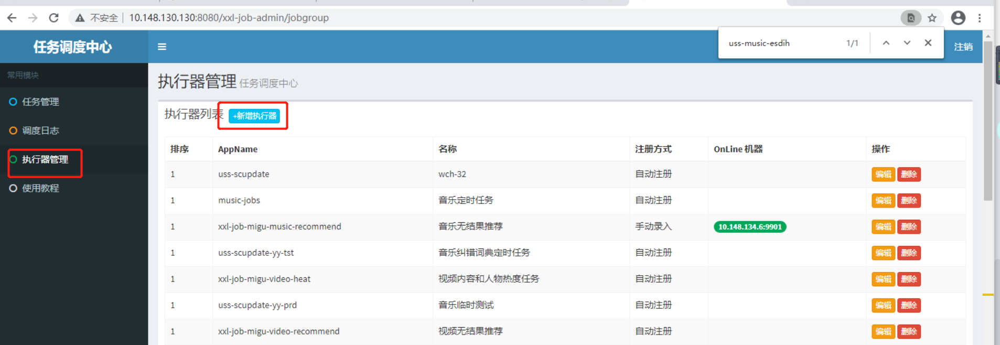 不安全 10.148.130.130:8080/xxl-job-admin/jobgroup
uss-music-esdih 1/1
任务调度中心 注销
常用模块
任务管理
调度日志
执行器管理
使用教程
执行器管理 任务调度中心
执行器列表 +新增执行器
排序 AppName 名称 注册方式 OnLine 机器 操作
1 uss-scupdate wch-32 自动注册 编辑 删除
1 music-jobs 音乐定时任务 自动注册 编辑 删除
1 xxl-job-migu-music-recommend 音乐无结果推荐 手动录入 10.148.134.6:9901 编辑 删除
1 uss-scupdate-yy-tst 音乐纠错词典定时任务 自动注册 编辑 删除
1 xxl-job-migu-video-heat 视频内容和人物热度任务 自动注册 编辑 删除
1 uss-scupdate-yy-prd 音乐临时测试 自动注册 编辑 删除
1 xxl-job-migu-video-recommend 视频无结果推荐 自动注册 编辑 删除